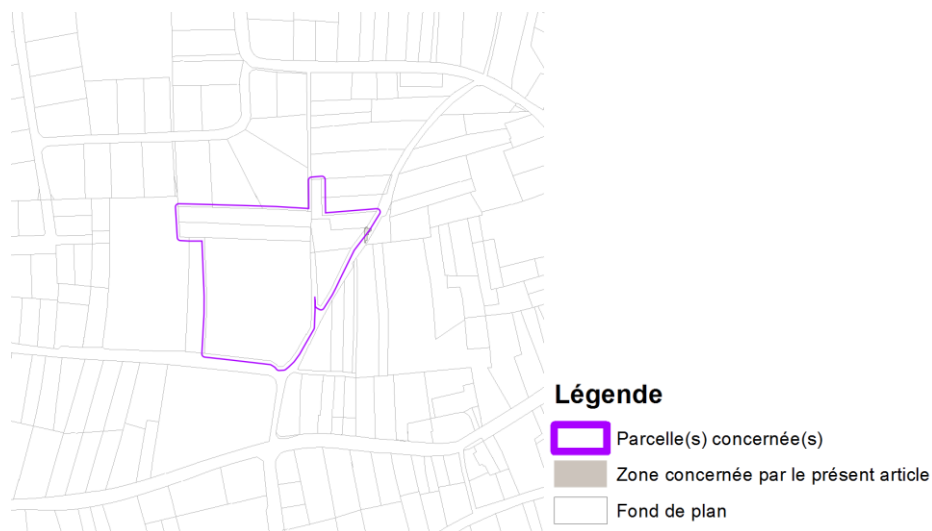 Légende
Parcelle(s) concernée(s)
Zone concernée par le présent article
Fond de plan